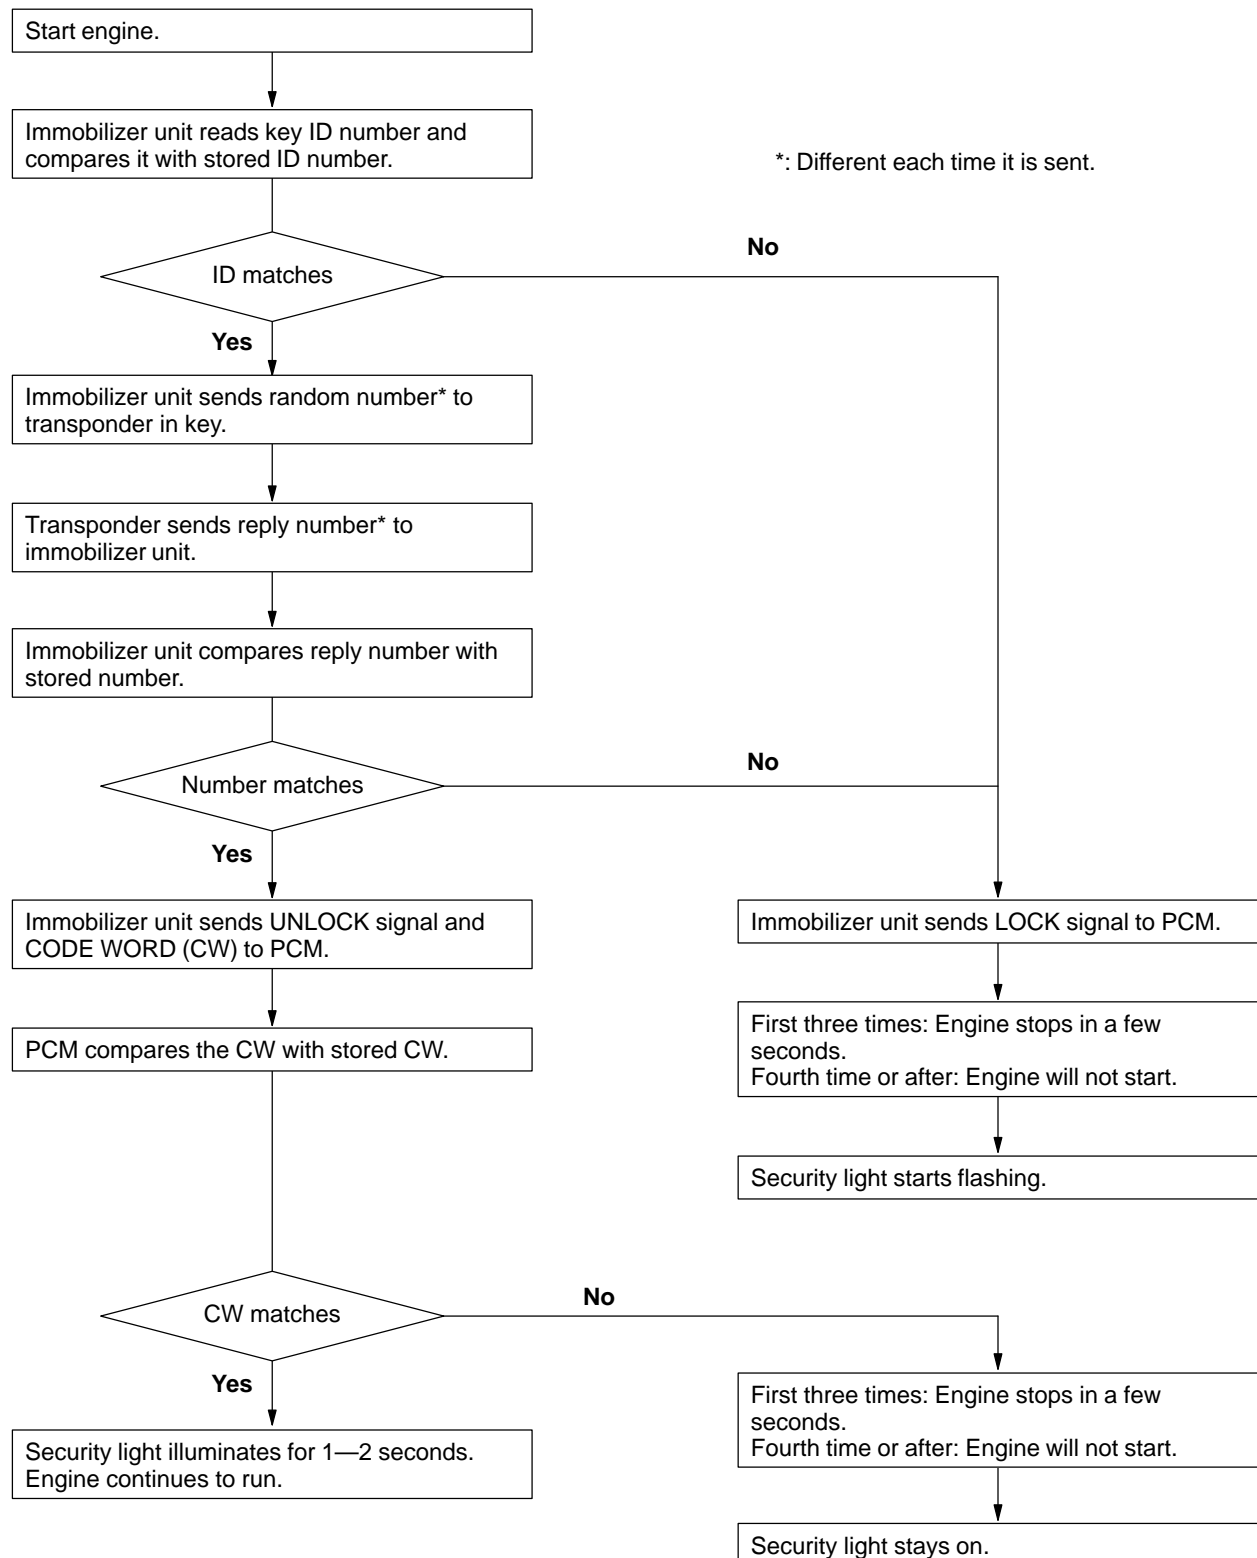 Start engine.
Immobilizer unit reads key ID number and
compares it with stored ID number.
*: Different each time it is sent.
No
ID matches
Yes
Immobilizer unit sends random number* to
transponder in key.
Transponder sends reply number* to
immobilizer unit.
Immobilizer unit compares reply number with
stored number.
No
Number matches
Yes
Immobilizer unit sends UNLOCK signal and
CODE WORD (CW) to PCM.
Immobilizer unit sends LOCK signal to PCM.
PCM compares the CW with stored CW.
First three times: Engine stops in a few
seconds.
Fourth time or after: Engine will not start.
Security light starts flashing.
CW matches
No
Yes
First three times: Engine stops in a few
seconds.
Fourth time or after: Engine will not start.
Security light illuminates for 1—2 seconds.
Engine continues to run.
Security light stays on.